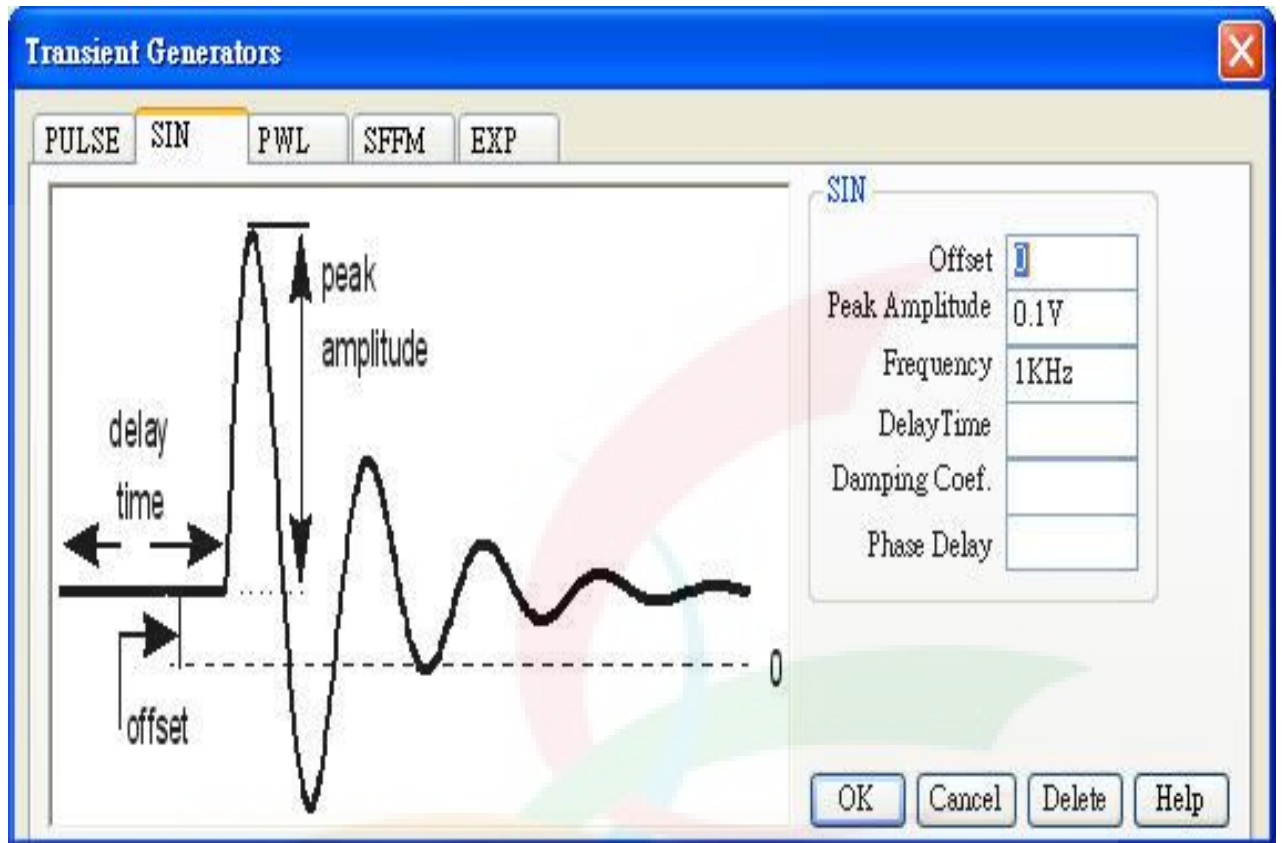 Transient Generators
PULSE SIN PWL SFFM EXP
peak
amplitude
delay
time
offset
0
SIN
Offset 0
Peak Amplitude 0.1V
Frequency 1KHz
DelayTime
Damping Coef.
Phase Delay
OK Cancel Delete Help